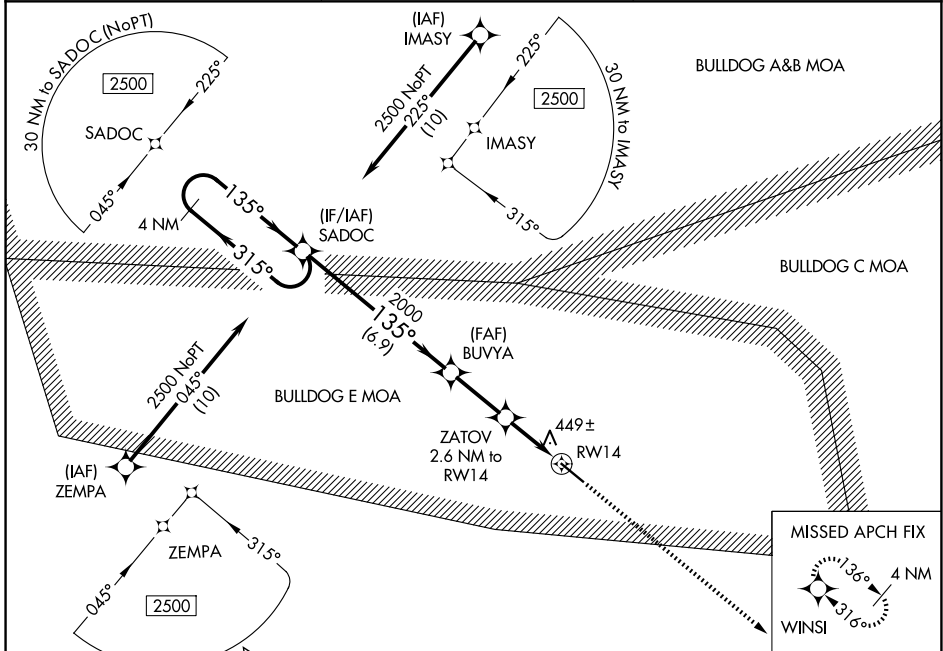 30 NM to SADOC (NoPT)
2500
225°
SADOC
045°
(IAF)
IMASY
2500 NoPT
225°
(10)
225°
2500
IMASY
30 NM to IMASY
315°
BULLDOG A&B MOA
135°
4 NM
315°
(IF/IAF)
SADOC
BULLDOG C MOA
2000
135°
(6.9)
(FAF)
BUVYA
2500 NoPT
045°
(10)
BULLDOG E MOA
ZATOV
2.6 NM to
RW14
449±
RW14
(IAF)
ZEMPA
ZEMPA
045°
315°
2500
MISSED APCH FIX
136°
4 NM
316°
WINSI